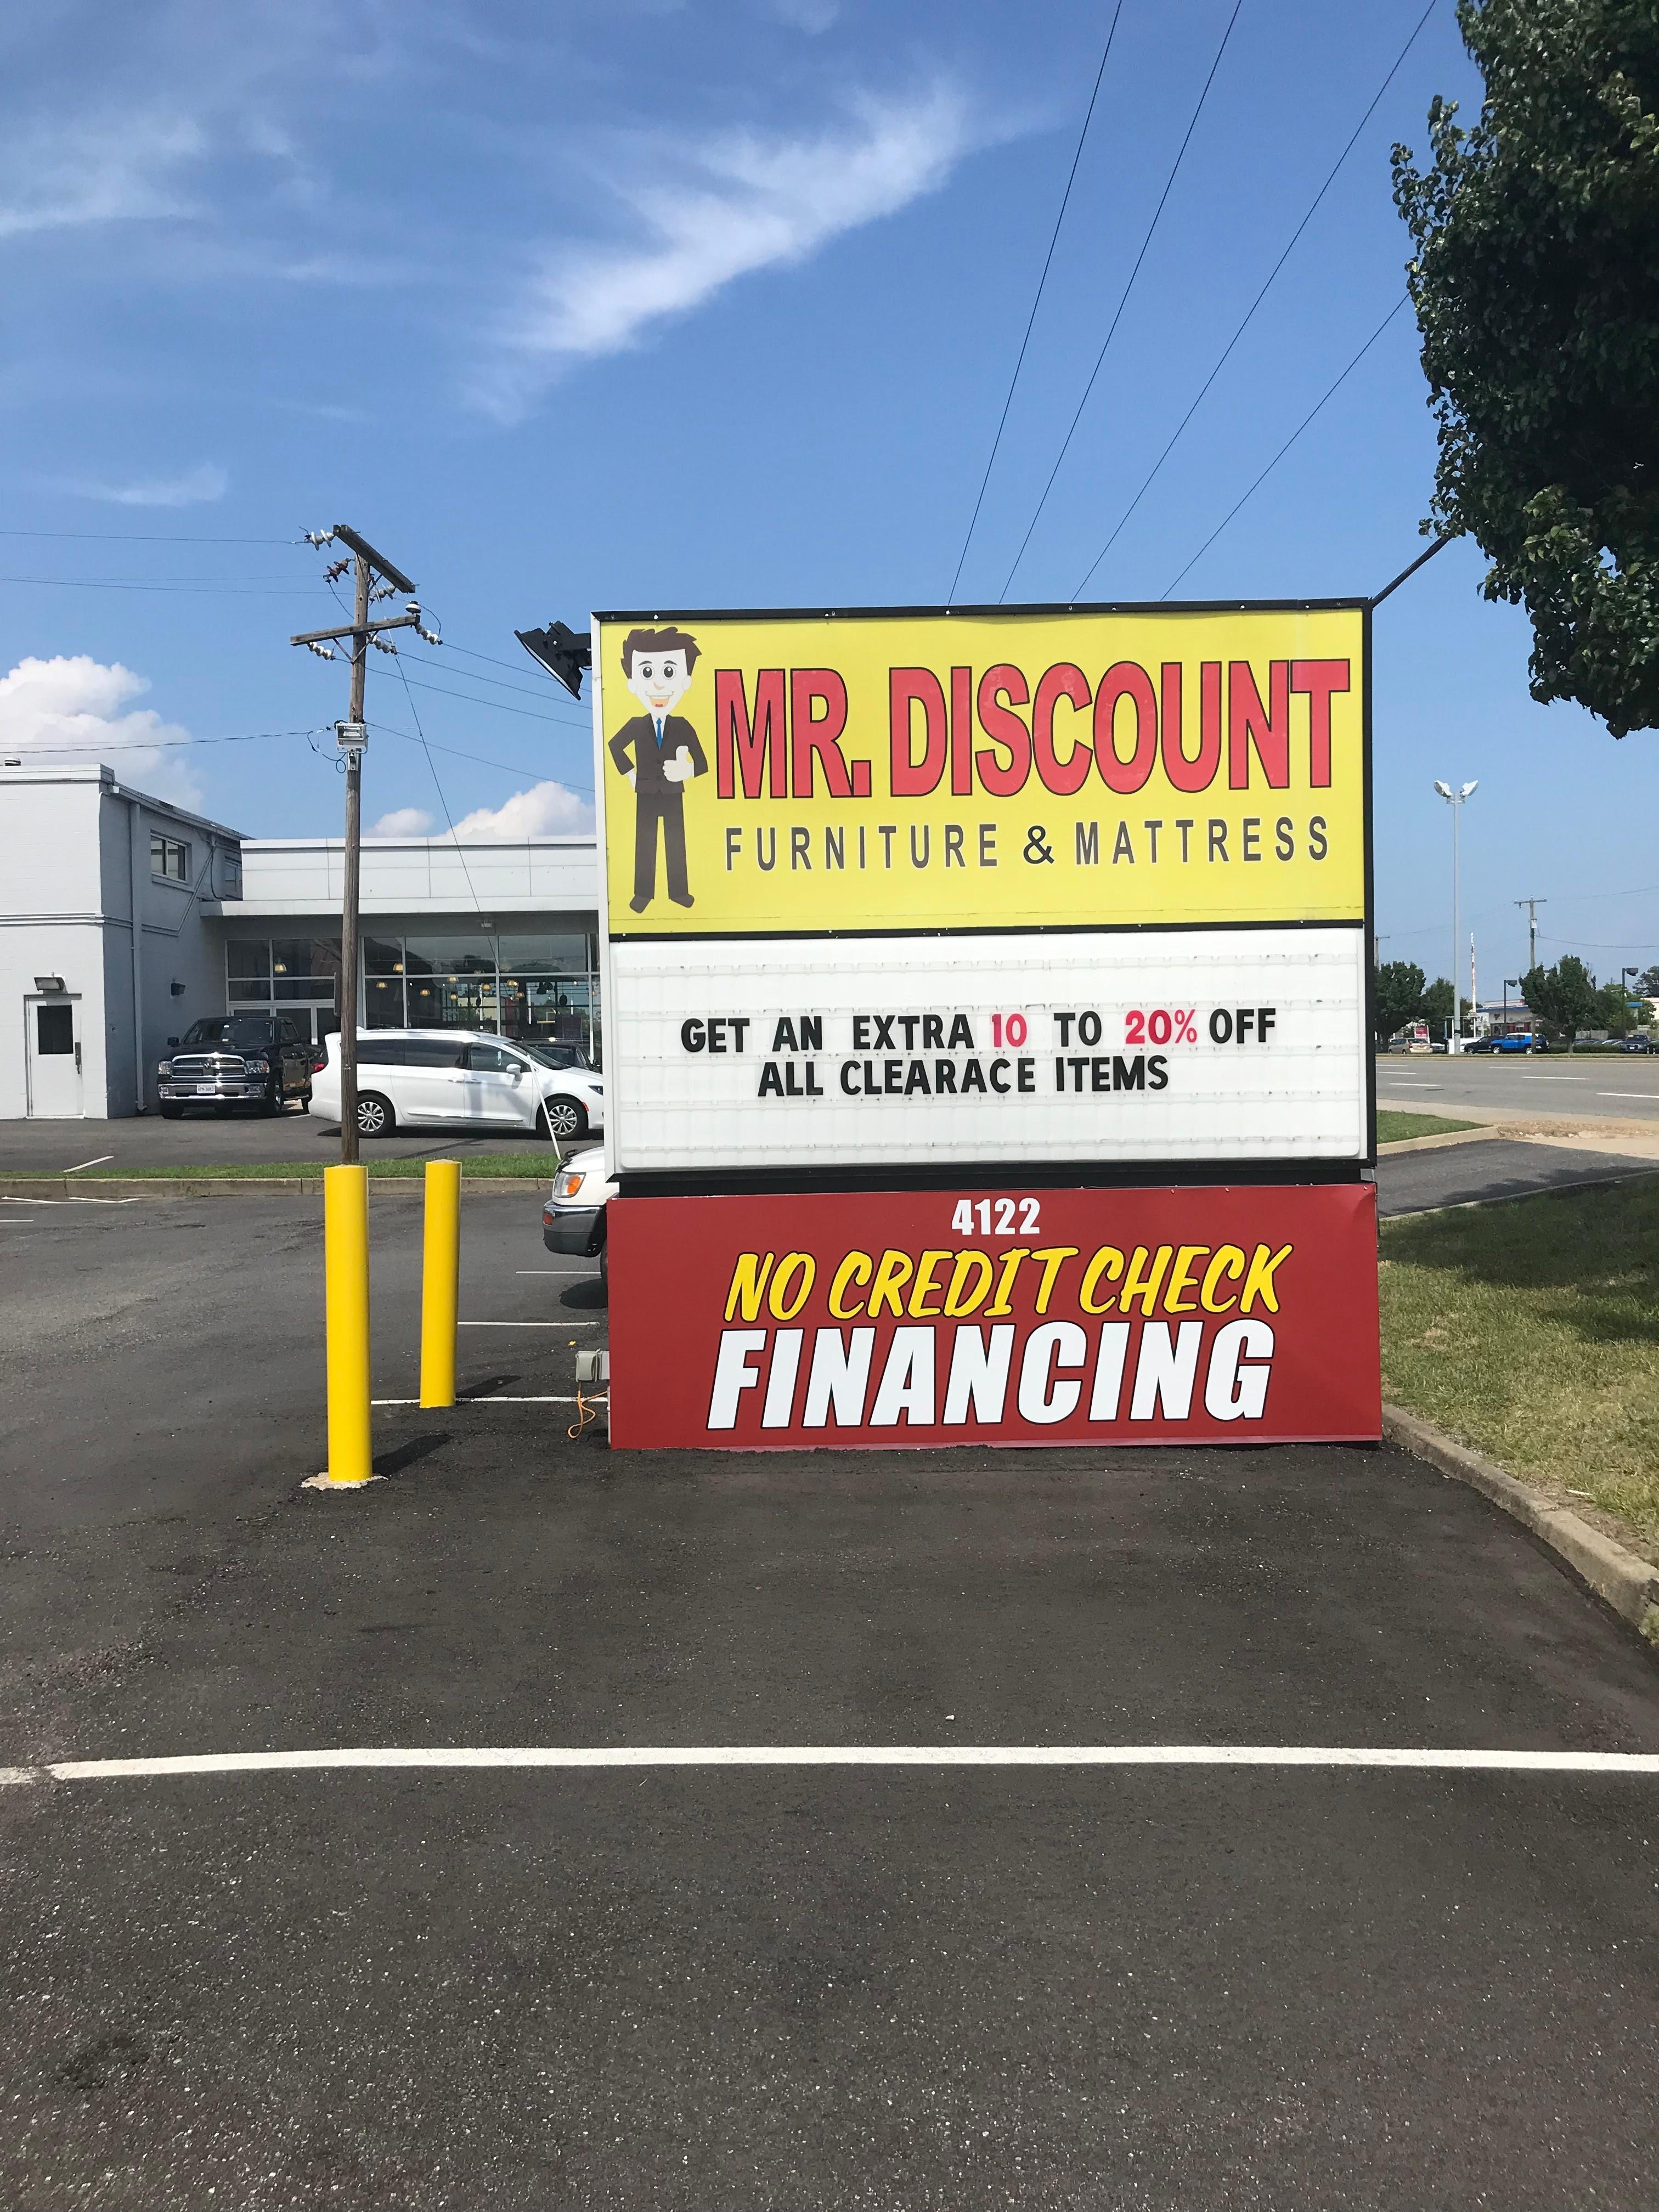 MR. DISCOUNT
FURNITURE & MATTRESS
GET AN EXTRA 10 TO 20% OFF
ALL CLEARACE ITEMS
4122
NO CREDIT CHECK
FINANCING